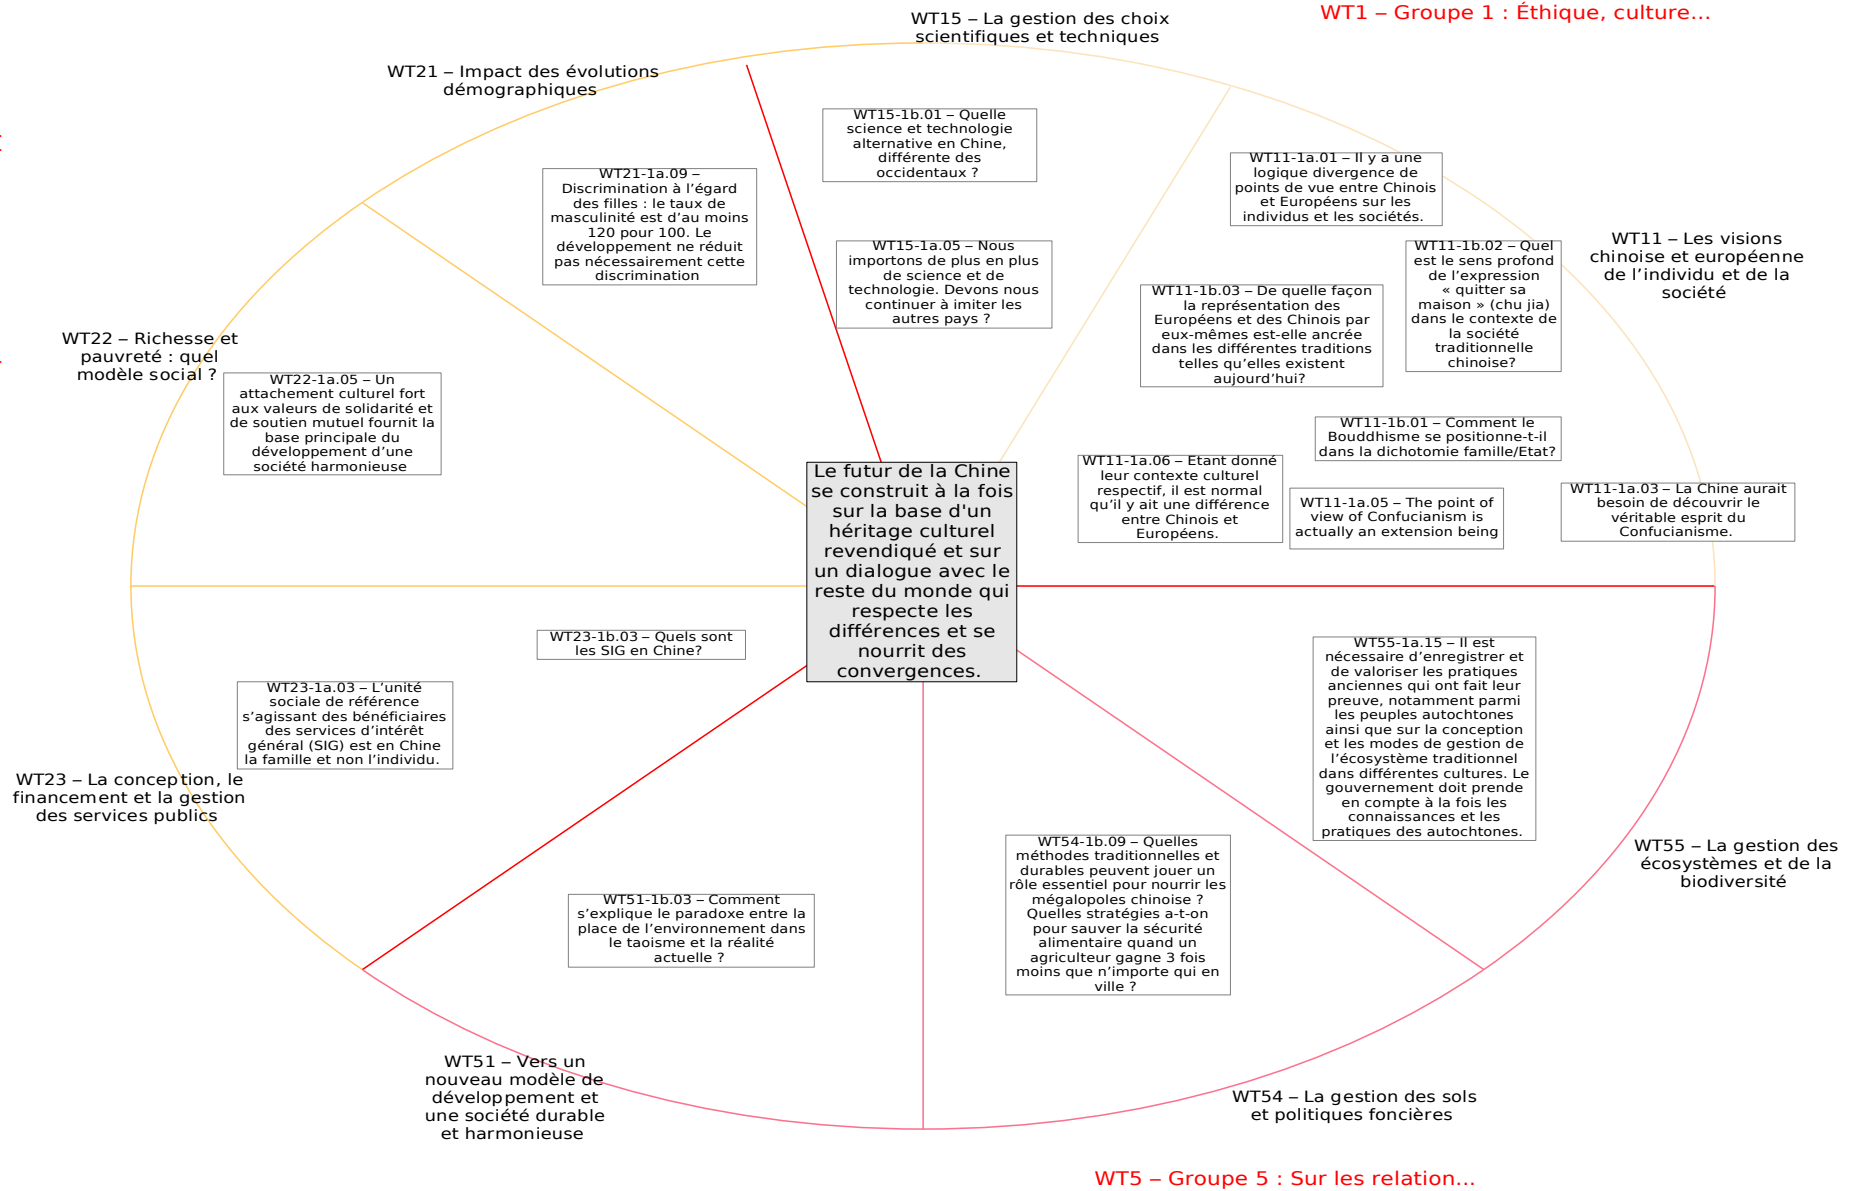 WT1 – Groupe 1 : Éthique, culture...
WT15 – La gestion des choix
scientifiques et techniques
WT21 – Impact des évolutions
démographiques
WT15-1b.01 – Quelle
science et technologie
alternative en Chine,
différente des
occidentaux ?
WT21-1a.09 –
Discrimination à l’égard
des filles : le taux de
masculinité est d’au moins
120 pour 100. Le
développement ne réduit
pas nécessairement cette
discrimination
WT15-1a.05 – Nous
importons de plus en plus
de science et de
technologie. Devons nous
continuer à imiter les
autres pays ?
WT11-1a.01 – Il y a une
logique divergence de
points de vue entre Chinois
et Européens sur les
individus et les sociétés.
WT11-1b.02 – Quel
est le sens profond
de l’expression
« quitter sa
maison » (chu jia)
dans le contexte de
la société
traditionnelle
chinoise?
WT11 – Les visions
chinoise et européenne
de l’individu et de la
société
WT11-1b.03 – De quelle façon
la représentation des
Européens et des Chinois par
eux-mêmes est-elle ancrée
dans les différentes traditions
telles qu’elles existent
aujourd’hui?
WT22 – Richesse et
pauvreté : quel
modèle social ?
WT22-1a.05 – Un
attachement culturel fort
aux valeurs de solidarité et
de soutien mutuel fournit la
base principale du
développement d’une
société harmonieuse
WT11-1b.01 – Comment le
Bouddhisme se positionne-t-il
dans la dichotomie famille/Etat?
WT11-1a.06 – Etant donné
leur contexte culturel
respectif, il est normal
qu’il y ait une différence
entre Chinois et
Européens.
WT11-1a.05 – The point of
view of Confucianism is
actually an extension being
WT11-1a.03 – La Chine aurait
besoin de découvrir le
véritable esprit du
Confucianisme.
Le futur de la Chine
se construit à la fois
sur la base d'un
héritage culturel
revendiqué et sur
un dialogue avec le
reste du monde qui
respecte les
différences et se
nourrit des
convergences.
WT23-1b.03 – Quels sont
les SIG en Chine?
WT23-1a.03 – L’unité
sociale de référence
s’agissant des bénéficiaires
des services d’intérêt
général (SIG) est en Chine
la famille et non l’individu.
WT23 – La conception, le
financement et la gestion
des services publics
WT55-1a.15 – Il est
nécessaire d’enregistrer et
de valoriser les pratiques
anciennes qui ont fait leur
preuve, notamment parmi
les peuples autochtones
ainsi que sur la conception
et les modes de gestion de
l’écosystème traditionnel
dans différentes cultures. Le
gouvernement doit prende
en compte à la fois les
connaissances et les
pratiques des autochtones.
WT55 – La gestion des
écosystèmes et de la
biodiversité
WT54-1b.09 – Quelles
méthodes traditionnelles et
durables peuvent jouer un
rôle essentiel pour nourrir les
mégalopoles chinoise ?
Quelles stratégies a-t-on
pour sauver la sécurité
alimentaire quand un
agriculteur gagne 3 fois
moins que n’importe qui en
ville ?
WT51-1b.03 – Comment
s’explique le paradoxe entre la
place de l’environnement dans
le taoisme et la réalité
actuelle ?
WT51 – Vers un
nouveau modèle de
développement et
une société durable
et harmonieuse
WT54 – La gestion des sols
et politiques foncières
WT5 – Groupe 5 : Sur les relation...